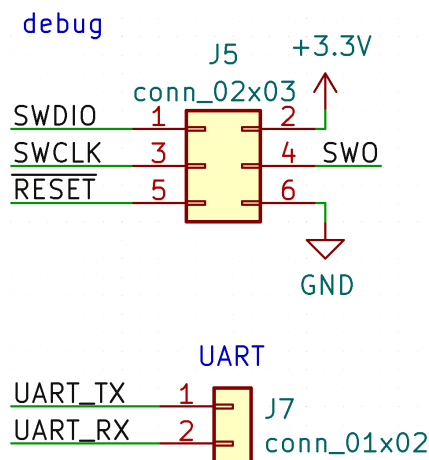 debug
J5
+3.3V
conn_02x03
SWDIO 1 2
SWCLK 3 4 SWO
RESET 5 6
GND
UART
UART_TX 1
J7
UART_RX 2
conn_01x02